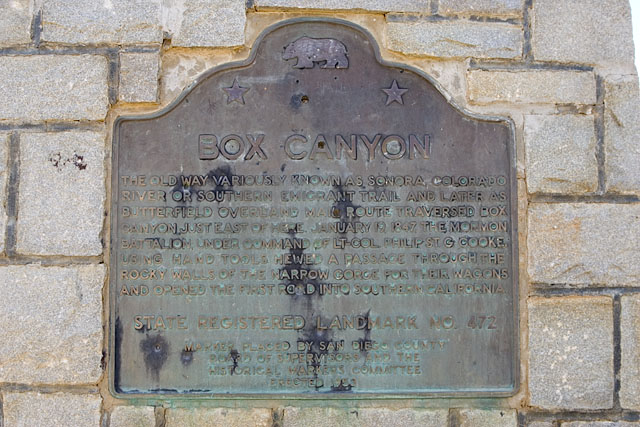 BOX CANYON
THE OLD WAY VARIOUSLY KNOWN AS SONORA, COLORADO
RIVER OR SOUTHERN EMIGRANT TRAIL AND LATER AS
BUTTERFIELD OVERLAND MAIL ROUTE TRAVERSED BOX
CANYON JUST EAST OF HERE. JANUARY 19 1847 THE MORMON
BATTALION UNDER COMMAND OF LT. COL. PHILIP ST. G. COOKE
USING HAND TOOLS HEWED A PASSAGE THROUGH THE
ROCKY WALLS OF THE NARROW GORGE FOR THEIR WAGONS
AND OPENED THE FIRST ROAD INTO SOUTHERN CALIFORNIA
STATE REGISTERED LANDMARK NO. 472
MARKER PLACED BY SAN DIEGO COUNTY
BOARD OF SUPERVISORS AND THE
HISTORICAL MARKERS COMMITTEE
ERECTED